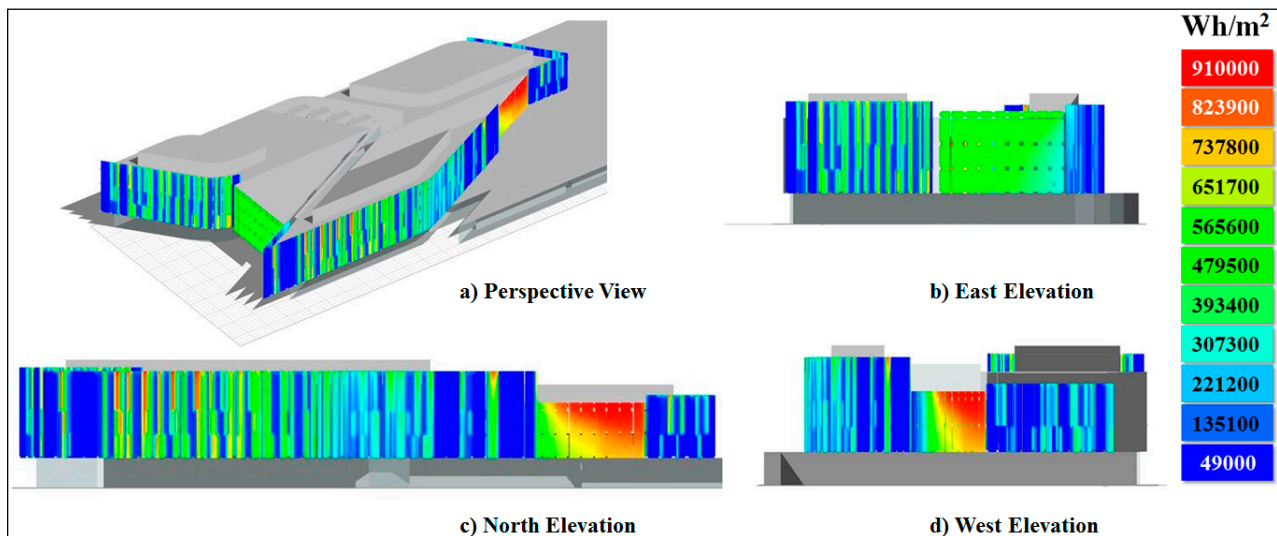 Wh/m²
910000
823900
737800
651700
565600
479500
393400
307300
221200
135100
49000
a) Perspective View
b) East Elevation
c) North Elevation
d) West Elevation